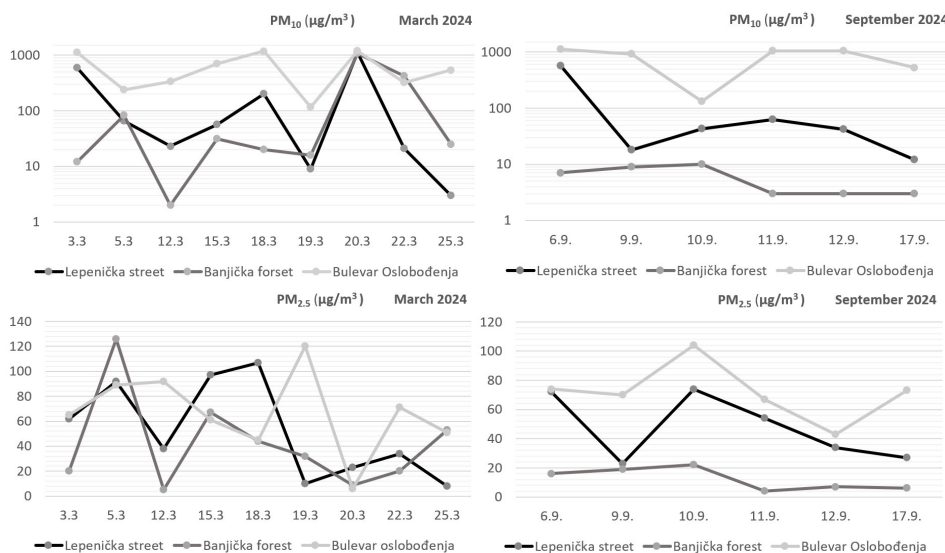 PM10 (µg/m3) March 2024
1000
100
10
1
3.3 5.3 12.3 15.3 18.3 19.3 20.3 22.3 25.3
Lepenička street Banjička forset Bulevar Oslobođenja
PM10 (µg/m3) September 2024
1000
100
10
1
6.9. 9.9. 10.9. 11.9. 12.9. 17.9.
Lepenička street Banjička forest Bulevar Oslobođenja
PM2.5 (µg/m3) March 2024
140
120
100
80
60
40
20
0
3.3 5.3 12.3 15.3 18.3 19.3 20.3 22.3 25.3
Lepenička street Banjička forest Bulevar oslobođenja
PM2.5 (µg/m3) September 2024
120
100
80
60
40
20
0
6.9. 9.9. 10.9. 11.9. 12.9. 17.9.
Lepenička street Banjička forest Bulevar Oslobođenja